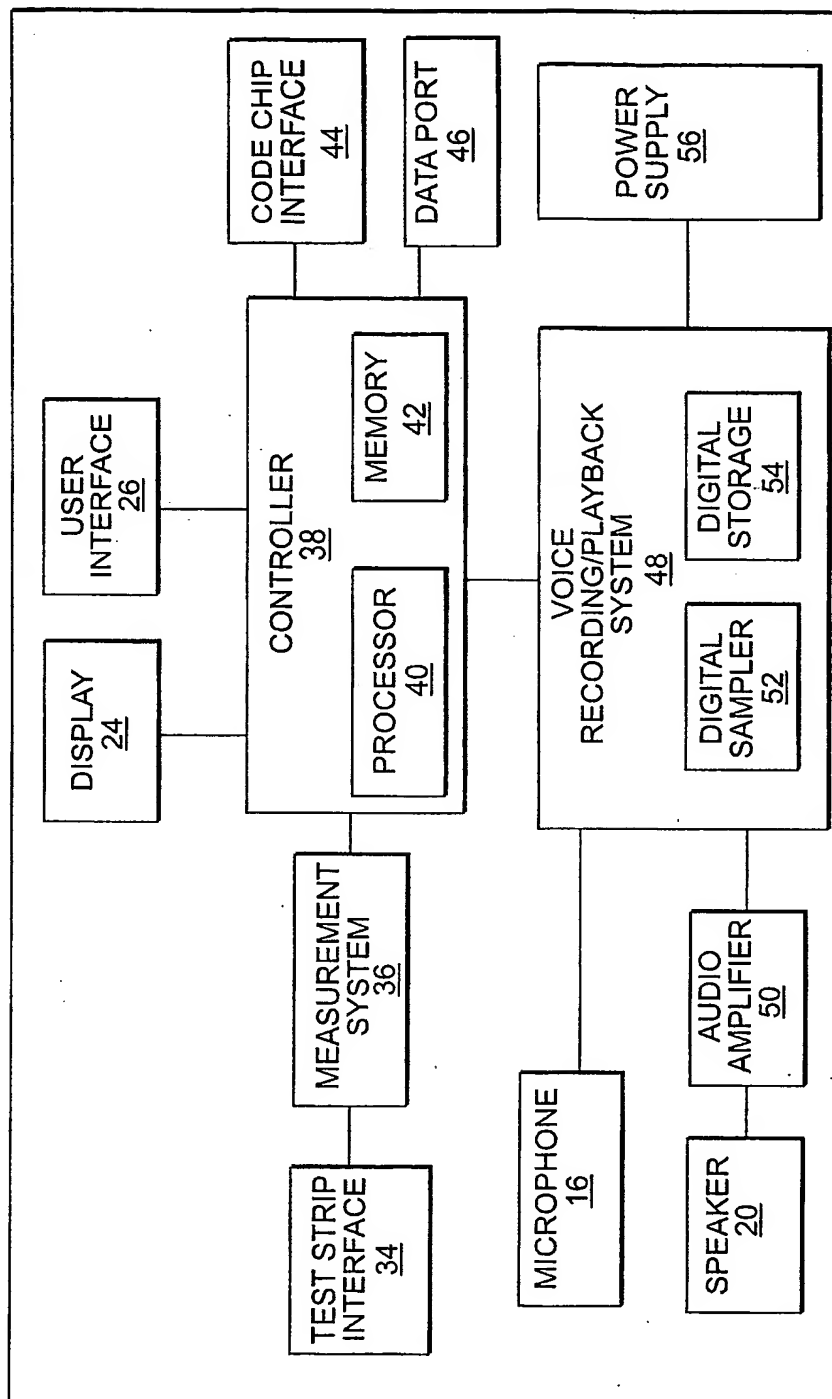 DISPLAY
24
USER
INTERFACE
26
TEST STRIP
INTERFACE
34
MEASUREMENT
SYSTEM
36
CONTROLLER
38
PROCESSOR
40
MEMORY
42
CODE CHIP
INTERFACE
44
DATA PORT
46
MICROPHONE
16
SPEAKER
20
AUDIO
AMPLIFIER
50
VOICE
RECORDING/PLAYBACK
SYSTEM
48
DIGITAL
SAMPLER
52
DIGITAL
STORAGE
54
POWER
SUPPLY
56